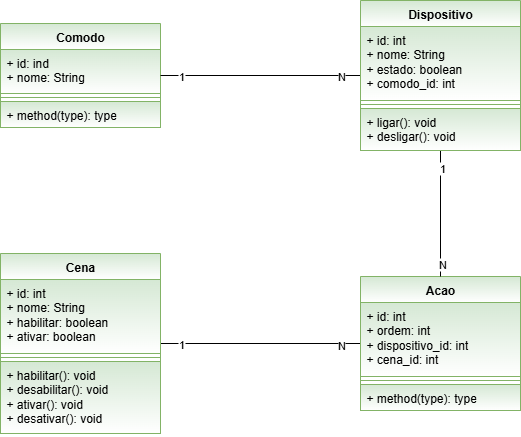 Comodo
+ id: ind
+ nome: String
+ method(type): type
1
N
Dispositivo
+ id: int
+ nome: String
+ estado: boolean
+ comodo_id: int
+ ligar(): void
+ desligar(): void
1
N
Cena
+ id: int
+ nome: String
+ habilitar: boolean
+ ativar: boolean
+ habilitar(): void
+ desabilitar(): void
+ ativar(): void
+ desativar(): void
1
N
Acao
+ id: int
+ ordem: int
+ dispositivo_id: int
+ cena_id: int
+ method(type): type